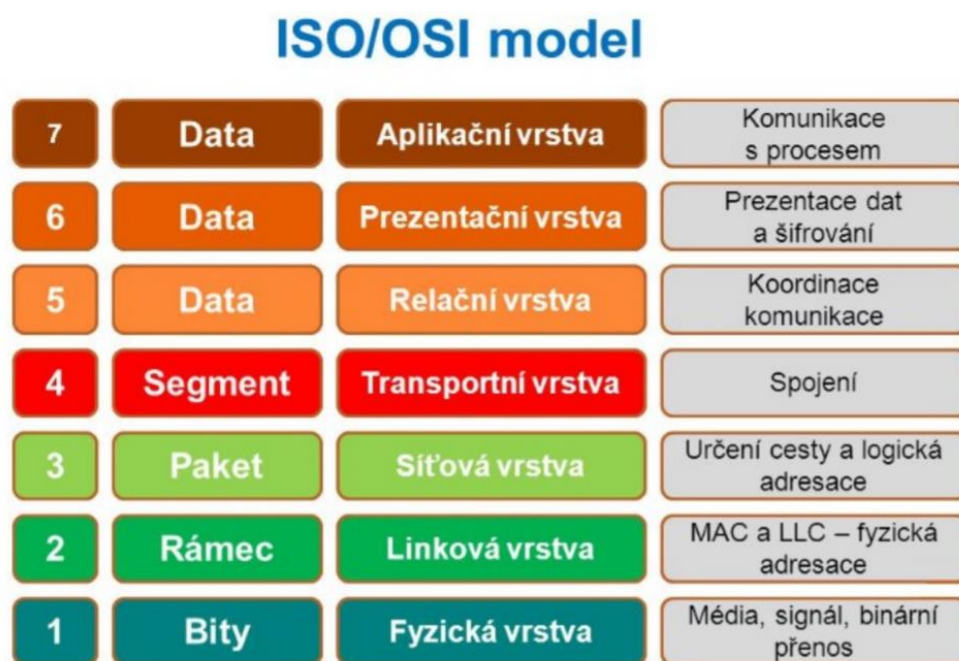 ISO/OSI model
7 Data Aplikační vrstva Komunikace s procesem
6 Data Prezentační vrstva Prezentace dat a šifrování
5 Data Relační vrstva Koordinace komunikace
4 Segment Transportní vrstva Spojení
3 Paket Síťová vrstva Určení cesty a logická adresace
2 Rámec Linková vrstva MAC a LLC – fyzická adresace
1 Bity Fyzická vrstva Média, signál, binární přenos